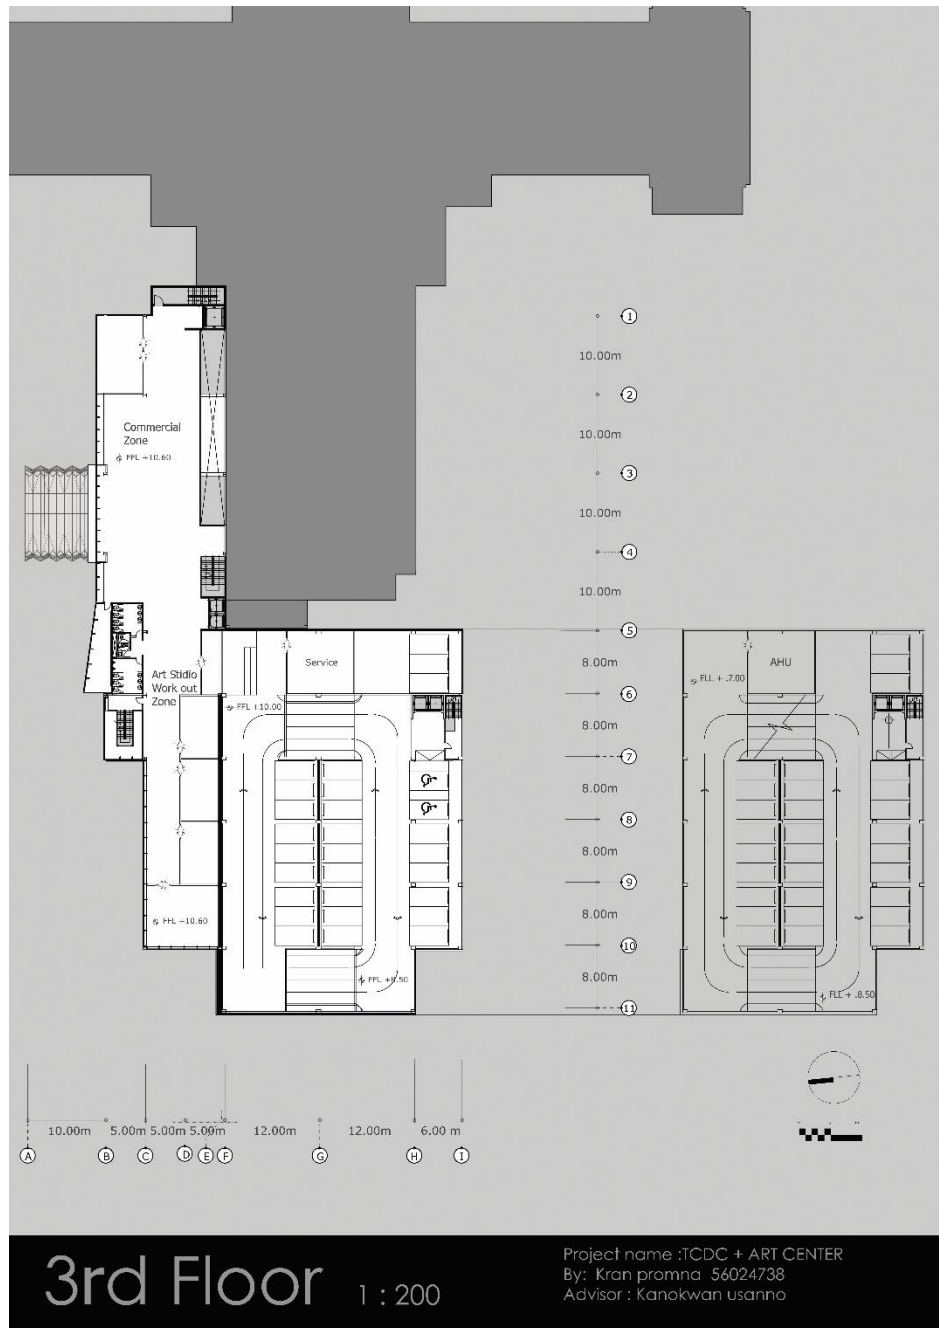 1
10.00m
2
Commercial
Zone
FFL +10.60
10.00m
3
10.00m
4
10.00m
5
Service
8.00m
AHU
Art Stidio
Work out
Zone
FLL + .7.00
6
FFL +10.00
8.00m
7
8.00m
8
8.00m
9
8.00m
FFL +10.60
10
8.00m
FFL +8.50
FLL + .8.50
11
10.00m 5.00m 5.00m 5.00m 12.00m 12.00m 6.00 m
A B C D E F G H I
3rd Floor 1 : 200
Project name :TCDC + ART CENTER
By: Kran promna 56024738
Advisor : Kanokwan usanno